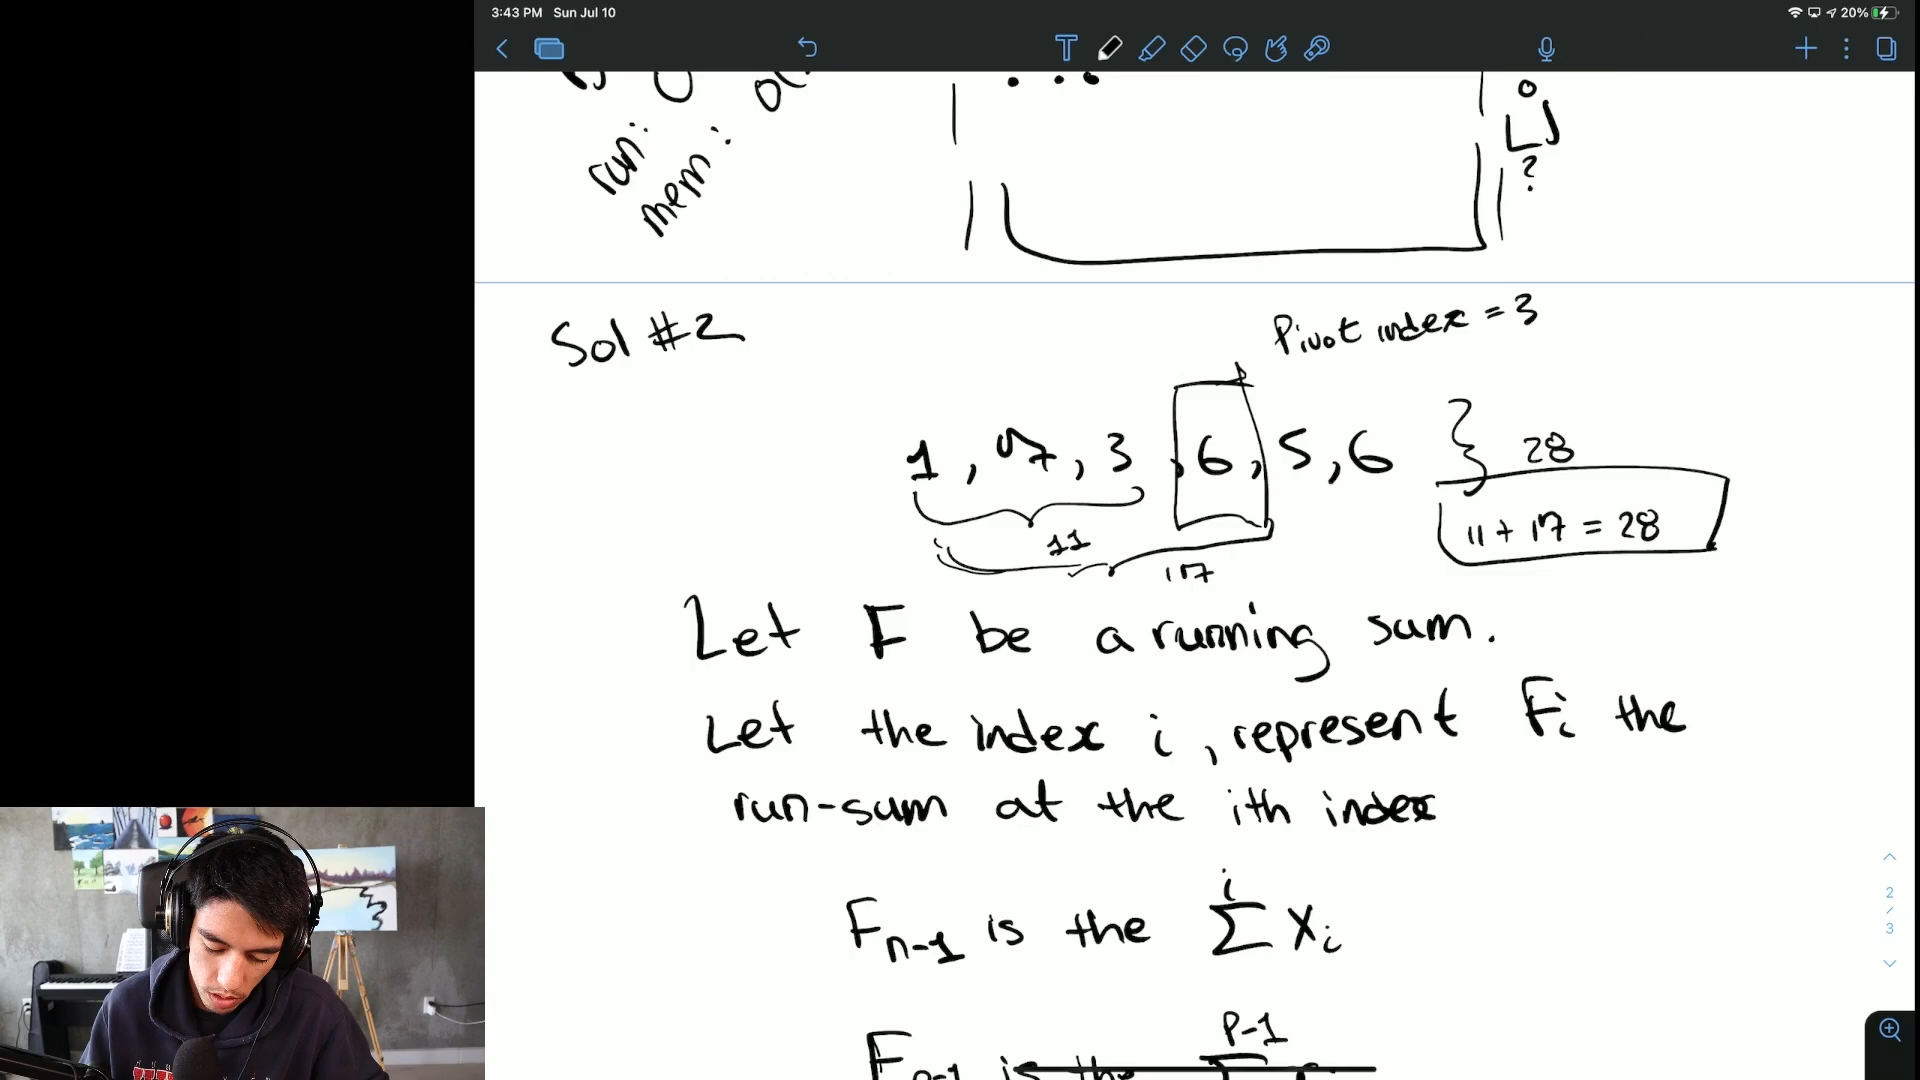 3:43 PM Sun Jul 10
20%
run:
mem:
?
Sol #2
Pivot index = 3
1, 7, 3, 6, 5, 6 } 28
11
17
11 + 17 = 28
Let F be a running sum.
Let the index i, represent Fi the
run-sum at the ith index
Fn-1 is the i Σ Xi
P-1
is the
2
/
3